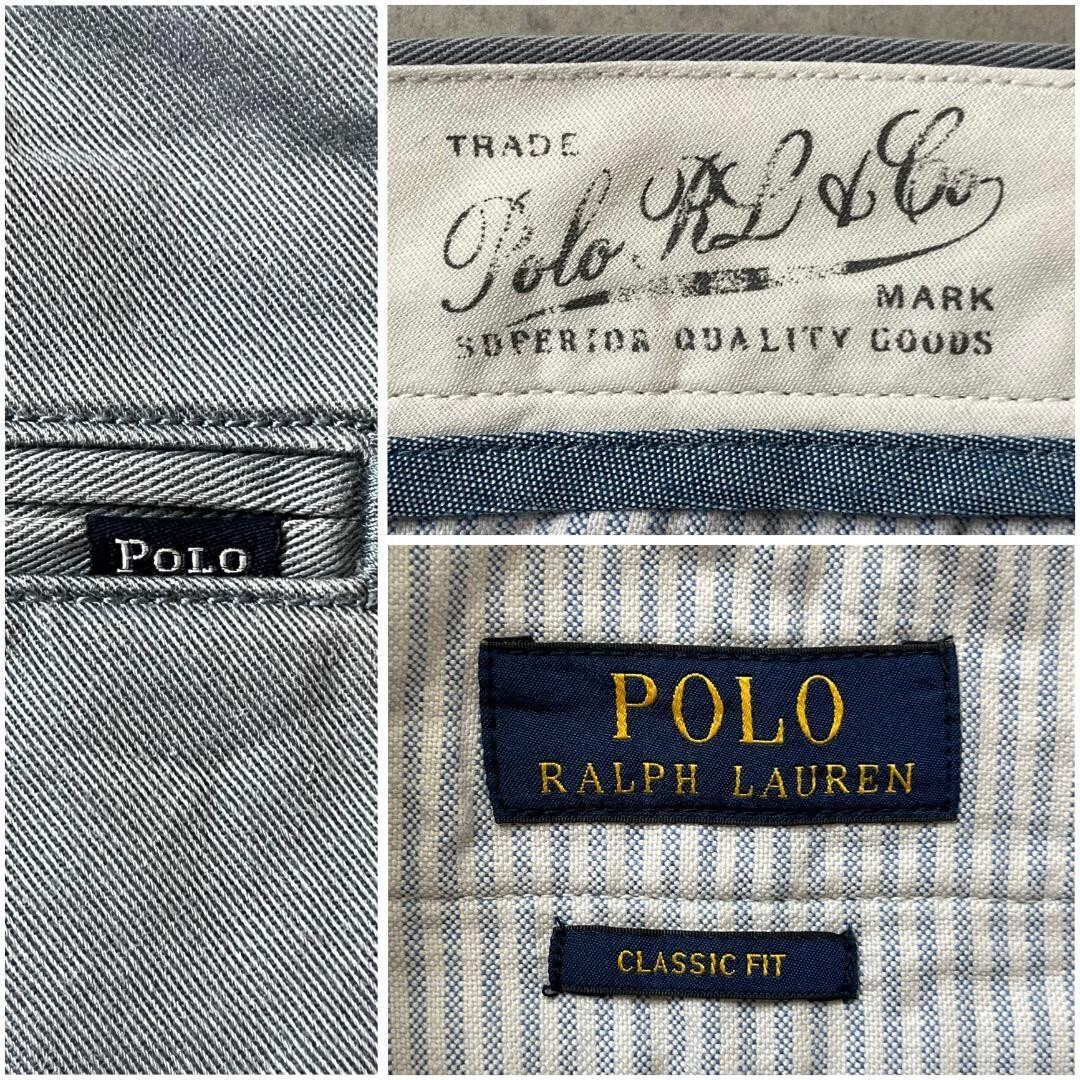 POLO
TRADE
Polo RL & Co
MARK
SUPERIOR QUALITY GOODS
POLO
RALPH LAUREN
CLASSIC FIT